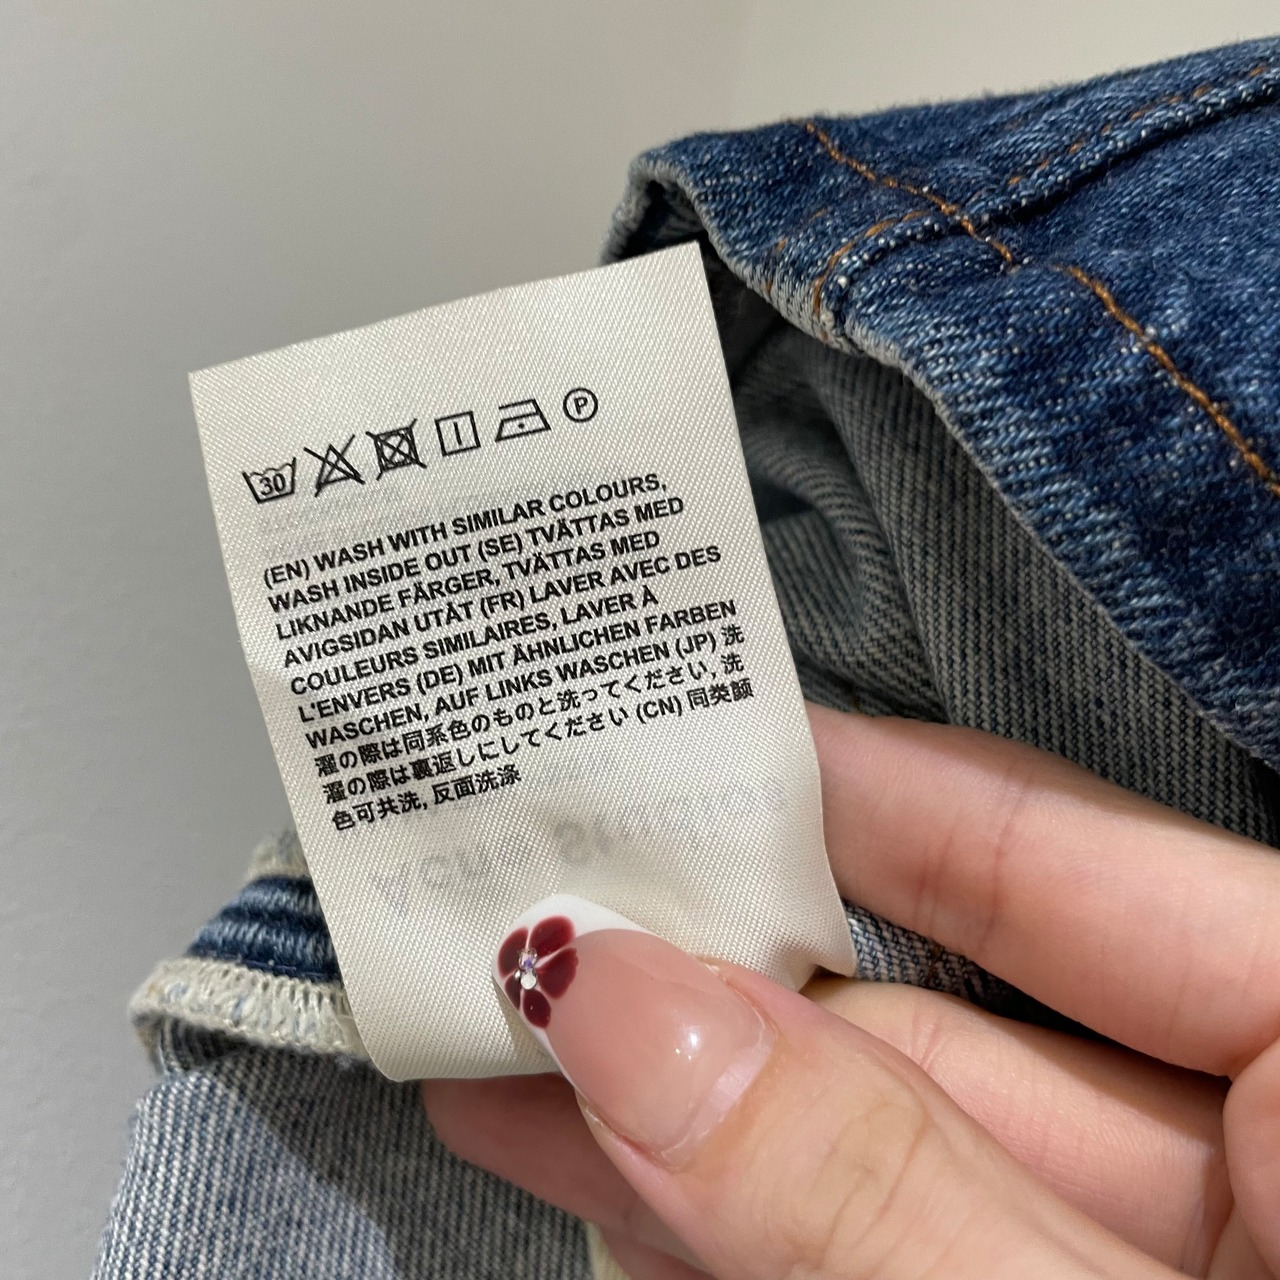 30 P
(EN) WASH WITH SIMILAR COLOURS,
WASH INSIDE OUT (SE) TVÄTTAS MED
LIKNANDE FÄRGER, TVÄTTAS MED
AVIGSIDAN UTÅT (FR) LAVER AVEC DES
COULEURS SIMILAIRES, LAVER À
L'ENVERS (DE) MIT ÄHNLICHEN FARBEN
WASCHEN, AUF LINKS WASCHEN (JP) 洗
濯の際は同系色のものと洗ってください, 洗
濯の際は裏返しにしてください (CN) 同类颜
色可共洗, 反面洗涤